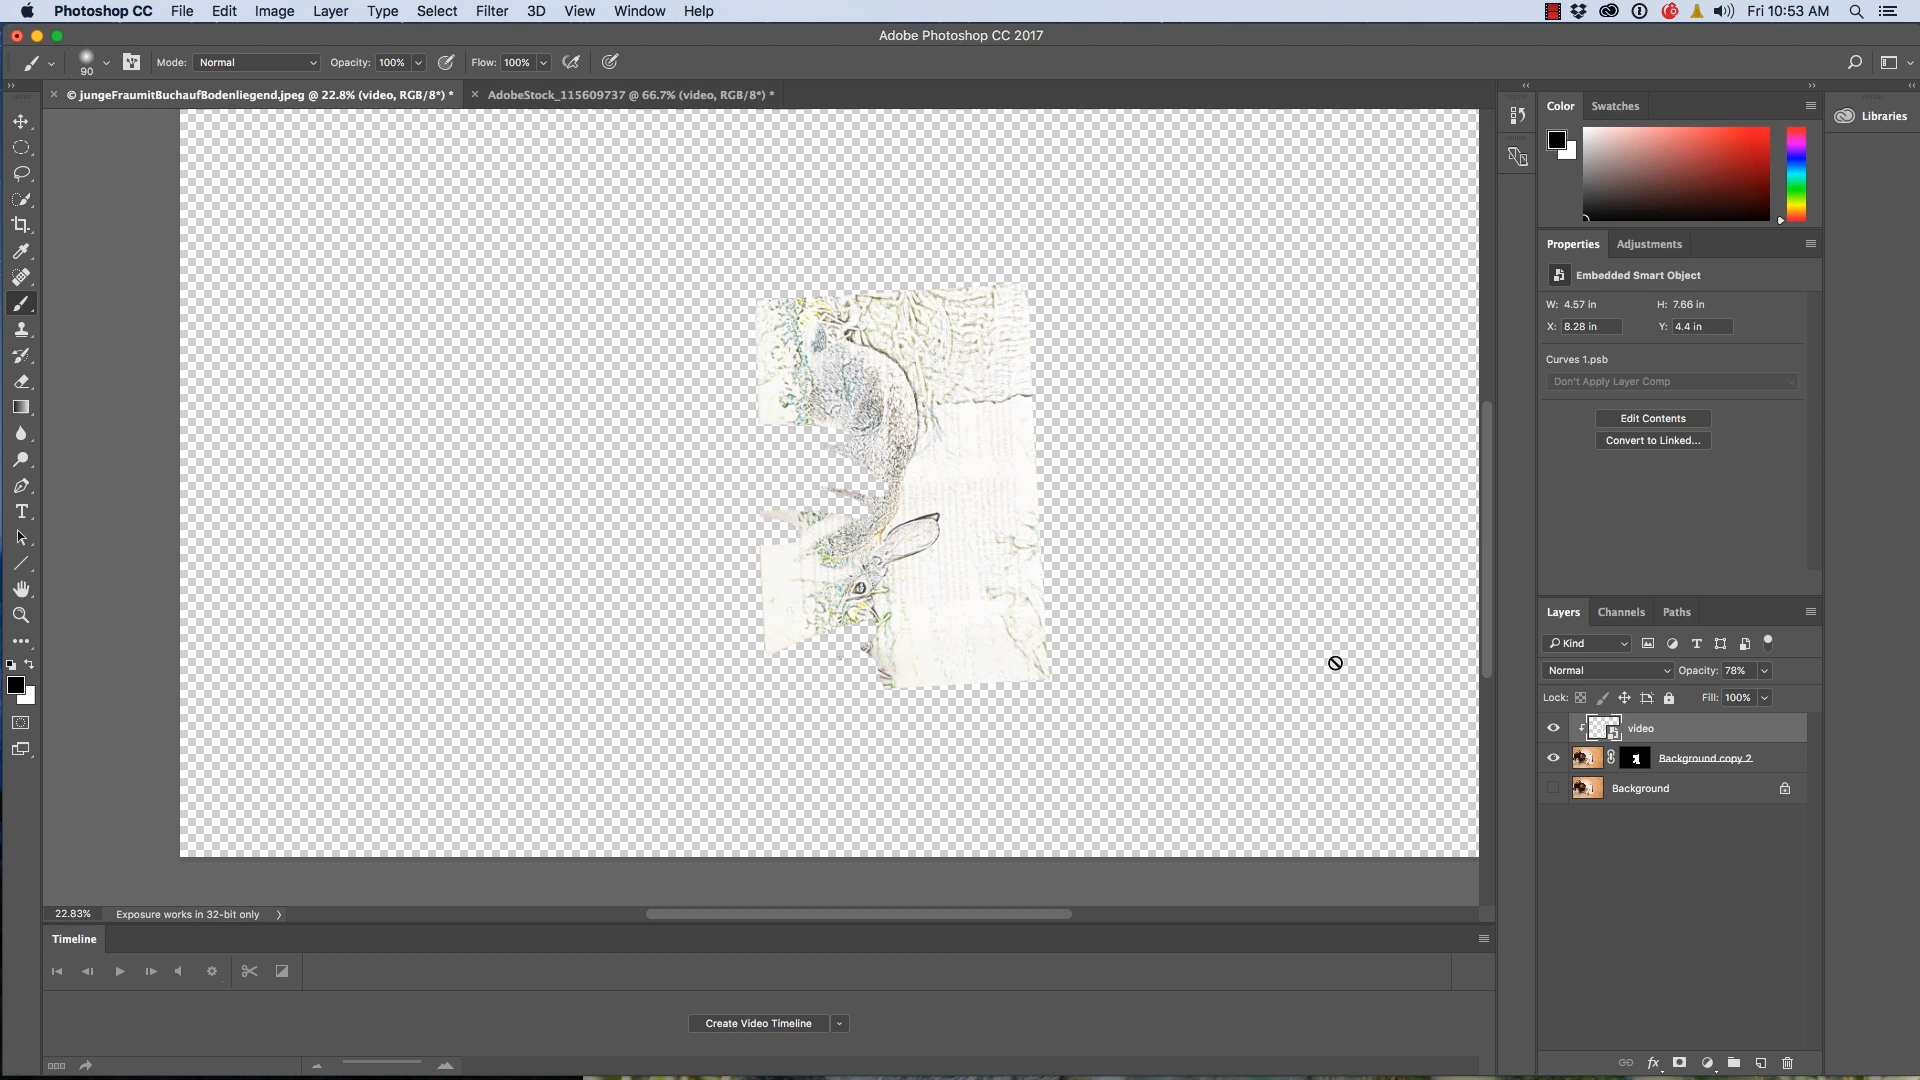 Photoshop CC File Edit Image Layer Type Select Filter 3D View Window Help Fri 10:53 AM
Adobe Photoshop CC 2017
90 Mode: Normal Opacity: 100% Flow: 100%
© jungeFraumitBuchaufBodenliegend.jpeg @ 22.8% (video, RGB/8*) * AdobeStock_115609737 @ 66.7% (video, RGB/8*) *
Color Swatches
Libraries
Properties Adjustments
Embedded Smart Object
W: 4.57 in H: 7.66 in
X: 8.28 in Y: 4.4 in
Curves 1.psb
Don't Apply Layer Comp
Edit Contents
Convert to Linked...
Layers Channels Paths
Kind
Normal Opacity: 78%
Lock: Fill: 100%
video
Background copy 2
Background
22.83% Exposure works in 32-bit only
Timeline
Create Video Timeline
fx